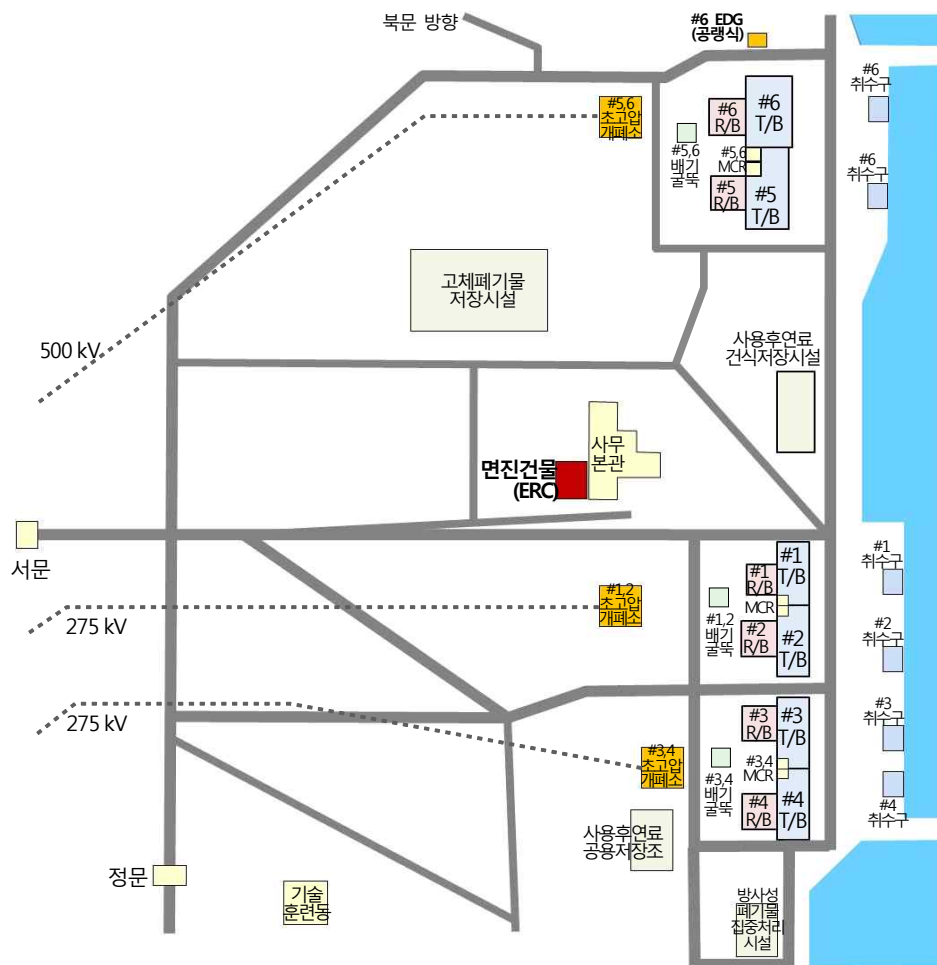 북문 방향
#6 EDG
(공랭식)
#6
취수구
#5,6
초고압
개폐소
#6
R/B
#6
T/B
#5,6
배기
굴뚝
#5,6
MCR
#6
취수구
#5
R/B
#5
T/B
고체폐기물
저장시설
500 kV
사용후연료
건식저장시설
사무
본관
면진건물
(ERC)
서문
#1
취수구
#1
T/B
#1
R/B
#1,2
초고압
개폐소
#1,2
배기
굴뚝
MCR
275 kV
#2
R/B
#2
T/B
#2
취수구
275 kV
#3
취수구
#3
R/B
#3
T/B
#3,4
초고압
개폐소
#3,4
배기
굴뚝
#3,4
MCR
#4
R/B
#4
T/B
#4
취수구
사용후연료
공용저장조
정문
기술
훈련동
방사성
폐기물
집중처리
시설